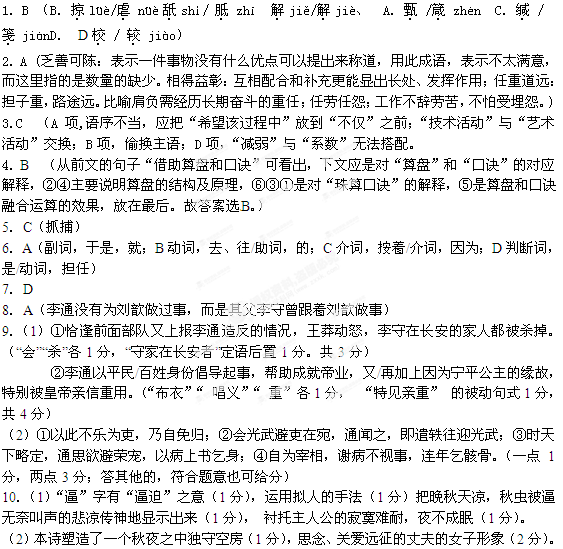 1. B （B. 掠 lüè/虐 nüè 舐 shì / 胝 zhī 解 jiě/解 jiè、 A. 甄 /箴 zhēn C. 缄 /
笺 jiānD. D 校 / 较 jiào）
2. A (乏善可陈：表示一件事物没有什么优点可以提出来称道，用此成语，表示不太满意，
而这里指的是数量的缺少。相得益彰：互相配合和补充更能显出长处、发挥作用；任重道远：
担子重,路途远。比喻肩负需经历长期奋斗的重任；任劳任怨：工作不辞劳苦，不怕受埋怨。)
3.C （A 项,语序不当，应把“希望该过程中”放到“不仅”之前；“技术活动”与“艺术
活动”交换；B 项，偷换主语；D 项，“减弱”与“系数”无法搭配。
4. B （从前文的句子“借助算盘和口诀”可看出，下文应是对“算盘”和“口诀”的对应
解释，②④主要说明算盘的结构及原理，⑥③①是对“珠算口诀”的解释，⑤是算盘和口诀
融合运算的效果，放在最后。故答案选B。）
5. C（抓捕）
6. A（副词，于是，就；B 动词，去、往/助词，的；C 介词，按着/介词，因为；D 判断词，
是/动词，担任）
7. D
8. A（李通没有为刘歆做过事，而是其父李守曾跟着刘歆做事）
9.（1）①恰逢前面部队又上报李通造反的情况，王莽动怒，李守在长安的家人都被杀掉。
（“会”“杀”各 1 分，“守家在长安者”定语后置 1 分。共 3 分）
②李通以平民/百姓身份倡导起事，帮助成就帝业，又/再加上因为宁平公主的缘故，
特别被皇帝亲信重用。（“布衣”“ 唱义”“ 重”各 1 分， “特见亲重” 的被动句式 1 分，
共 4 分）
（2）①以此不乐为吏，乃自免归；②会光武避吏在宛，通闻之，即遣轶往迎光武；③时天
下略定，通思欲避荣宠，以病上书乞身；④自为宰相，谢病不视事，连年乞骸骨。（一点 1
分，两点 3 分；答其他的，符合题意也可给分）
10.（1）“逼”字有“逼迫”之意（1 分），运用拟人的手法（1 分）把晚秋天凉，秋虫被逼
无奈叫声的悲凉传神地显示出来（1 分）， 衬托主人公的寂寞难耐，夜不成眠（1 分）。
（2）本诗塑造了一个秋夜之中独守空房（1 分），思念、关爱远征的丈夫的女子形象（2 分）。